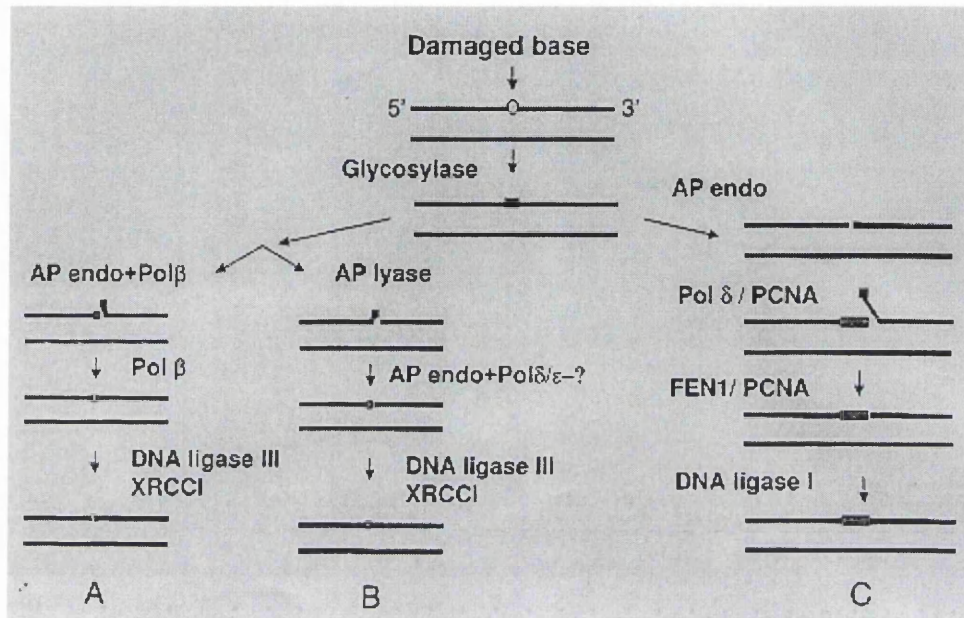 Damaged base
5' 3'
Glycosylase
AP endo
AP endo+Polβ
AP lyase
Pol δ / PCNA
Pol β
AP endo+Polδ/ε–?
FEN1/ PCNA
DNA ligase III
XRCCI
DNA ligase III
XRCCI
DNA ligase I
A
B
C